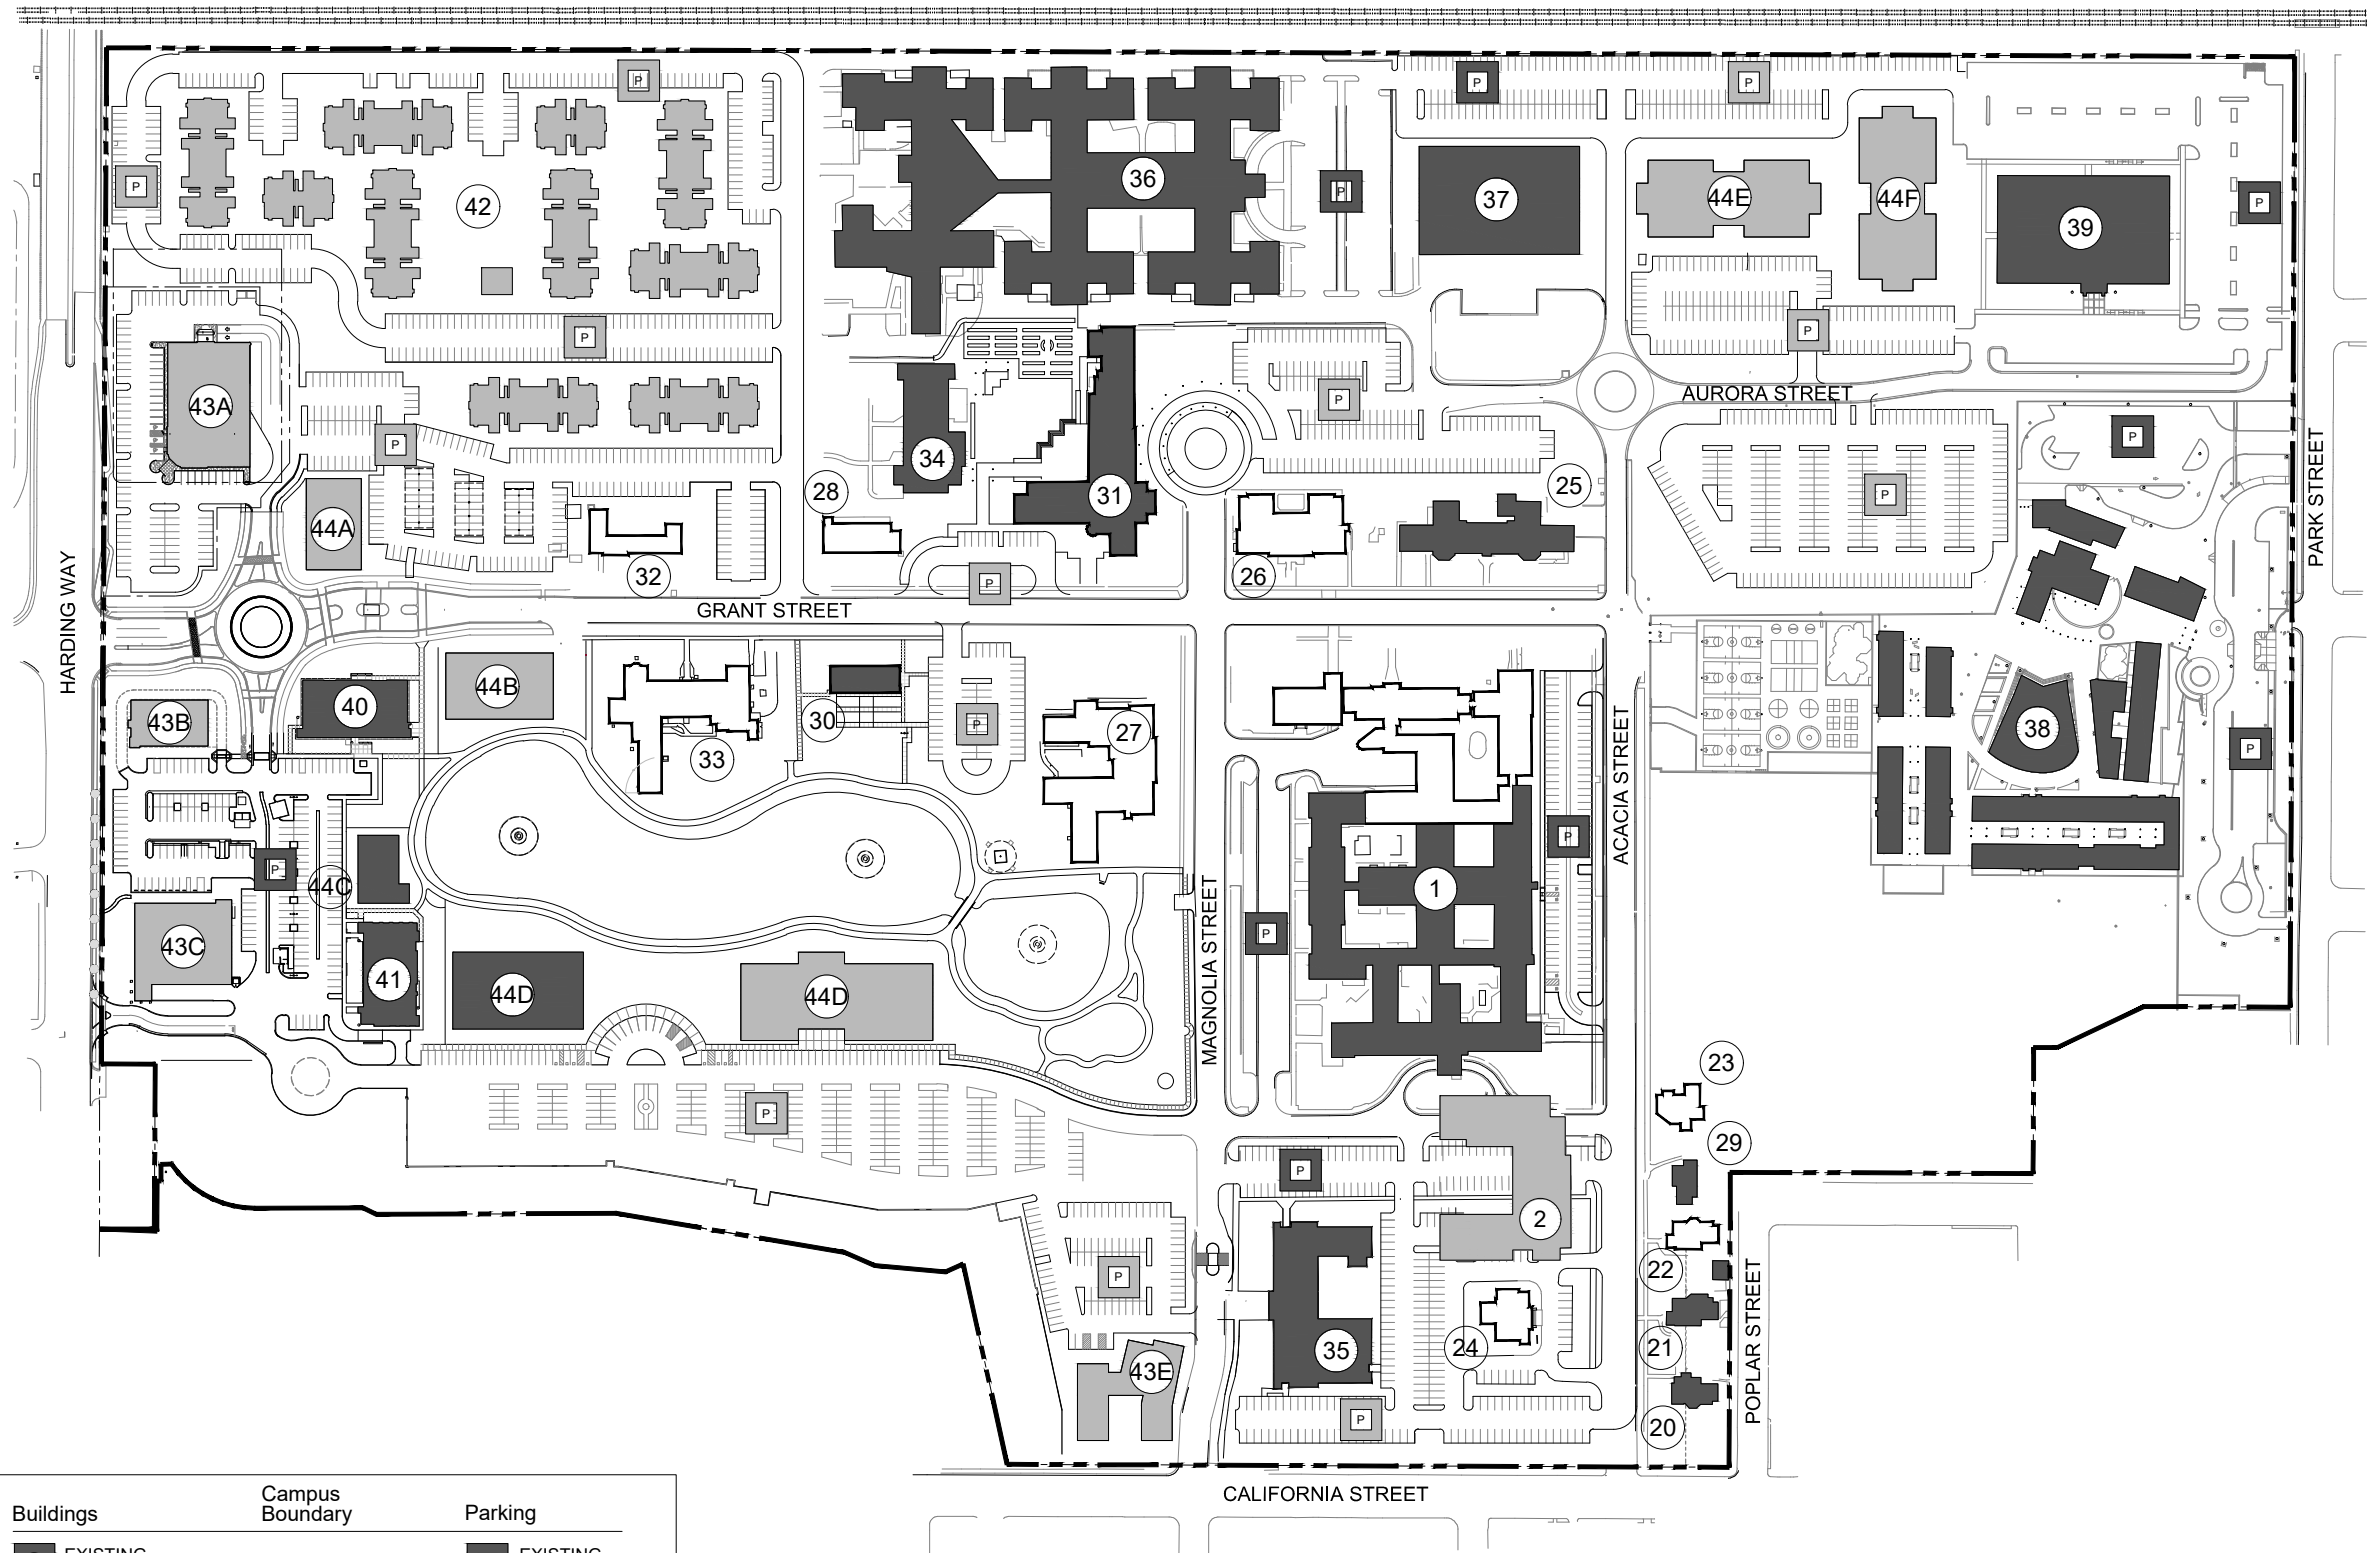 P
P
P
P
36
P
37
44E
44F
39
P
P
42
P
P
43A
P
AURORA STREET
P
PARK STREET
P
34
28
31
25
P
44A
32
26
P
HARDING WAY
GRANT STREET
44B
40
43B
33
30
P
27
38
P
ACACIA STREET
P
44C
P
1
MAGNOLIA STREET
P
43C
41
44D
44D
23
P
29
P
2
22
P
POPLAR STREET
21
24
35
43E
20
P
CALIFORNIA STREET
Buildings
Campus
Boundary
Parking
EXISTING
EXISTING